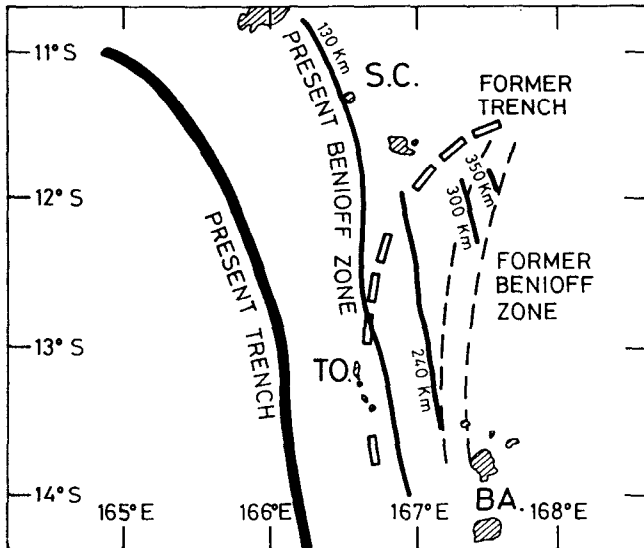 11°S
12°S
13°S
14°S
165°E
166°E
167°E
168°E
PRESENT TRENCH
PRESENT BENIOFF ZONE
130 Km
S.C.
FORMER
TRENCH
350 Km
300 Km
FORMER
BENIOFF
ZONE
240 Km
TO.
BA.